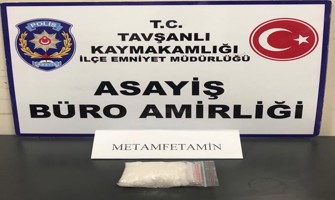 POLİS
T.C.
TAVŞANLI
KAYMAKAMLIĞI
İLÇE EMNİYET MÜDÜRLÜĞÜ
ASAYİŞ
BÜRO AMİRLİĞİ
METAMFETAMİN